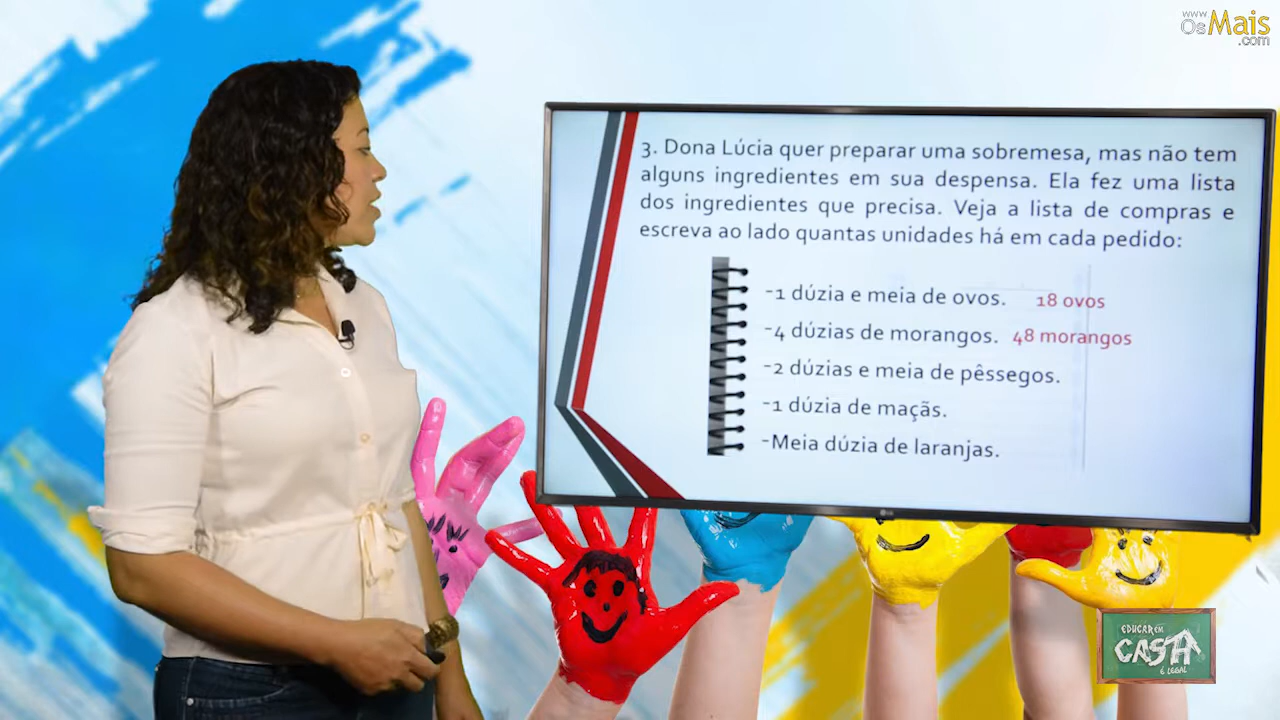 www
OsMais
.com
3. Dona Lúcia quer preparar uma sobremesa, mas não tem
alguns ingredientes em sua despensa. Ela fez uma lista
dos ingredientes que precisa. Veja a lista de compras e
escreva ao lado quantas unidades há em cada pedido:
-1 dúzia e meia de ovos. 18 ovos
-4 dúzias de morangos. 48 morangos
-2 dúzias e meia de pêssegos.
-1 dúzia de maçãs.
-Meia dúzia de laranjas.
LG
EDUCAR EM
CASA
É LEGAL